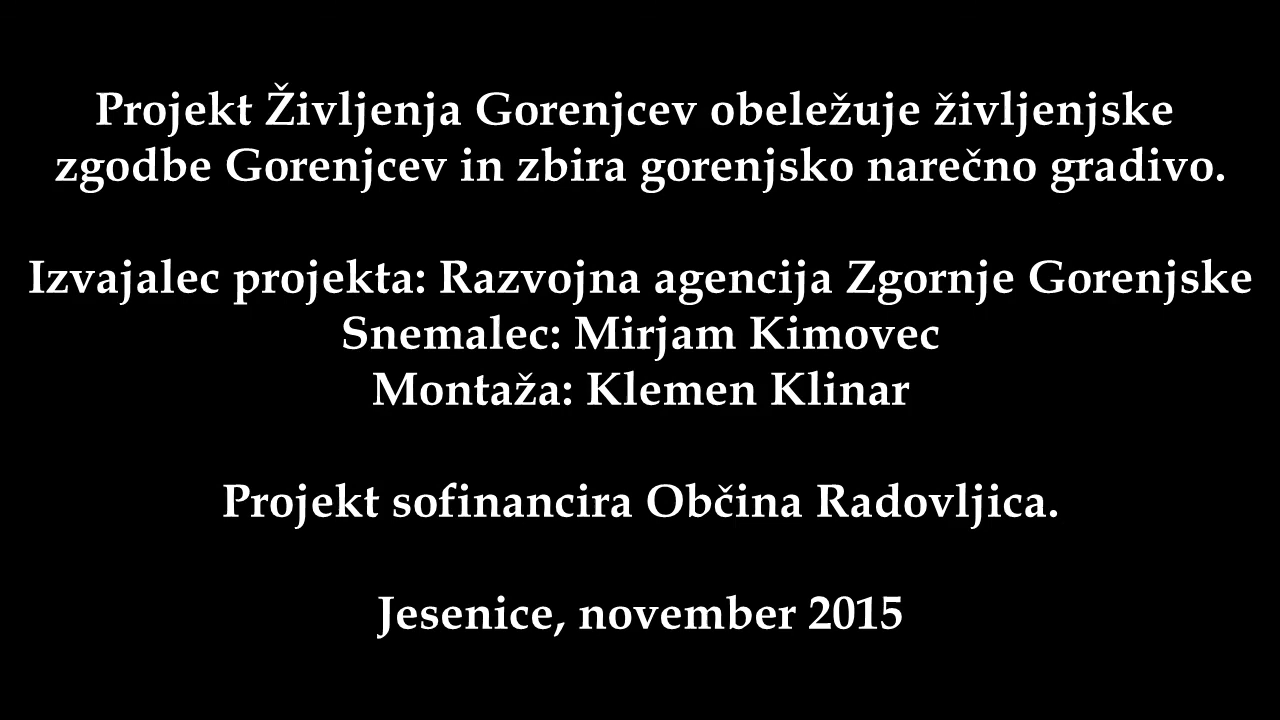 Projekt Življenja Gorenjcev obeležuje življenjske
zgodbe Gorenjcev in zbira gorenjsko narečno gradivo.
Izvajalec projekta: Razvojna agencija Zgornje Gorenjske
Snemalec: Mirjam Kimovec
Montaža: Klemen Klinar
Projekt sofinancira Občina Radovljica.
Jesenice, november 2015